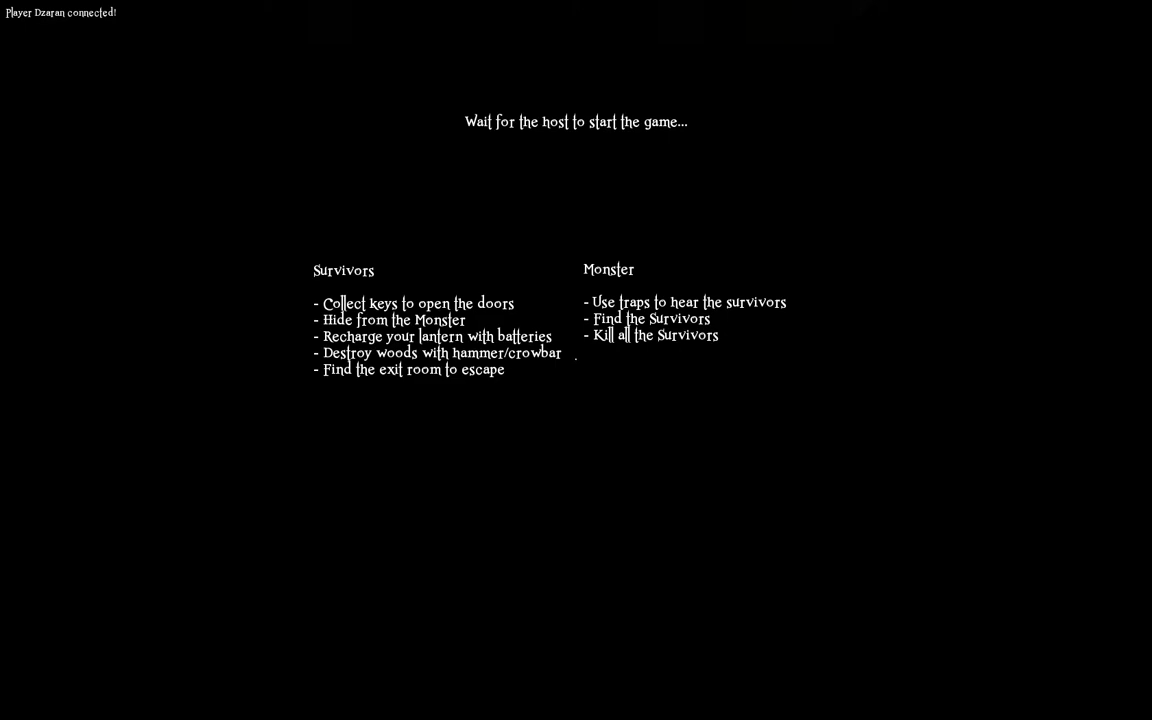 Player Dzaran connected!
Wait for the host to start the game...
Survivors
- Collect keys to open the doors
- Hide from the Monster
- Recharge your lantern with batteries
- Destroy woods with hammer/crowbar
- Find the exit room to escape
Monster
- Use traps to hear the survivors
- Find the Survivors
- Kill all the Survivors